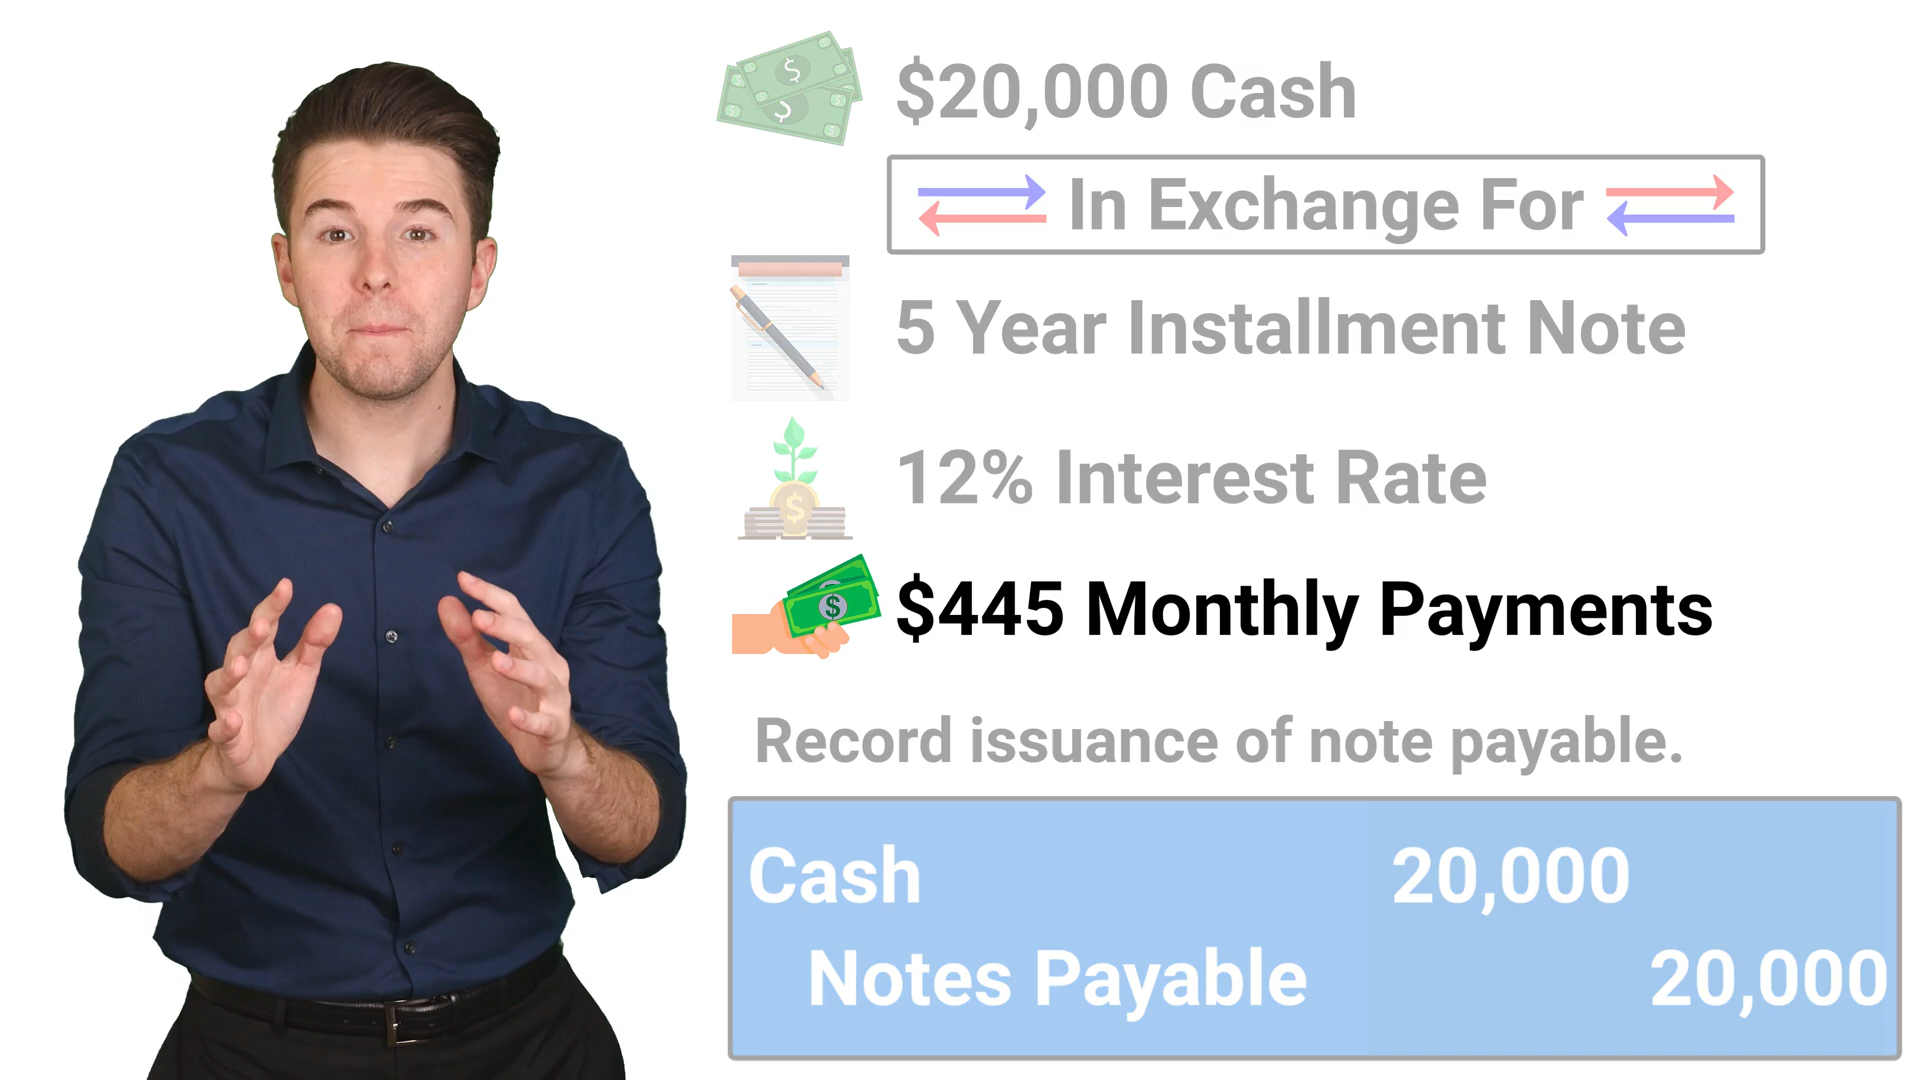 $20,000 Cash
In Exchange For
5 Year Installment Note
12% Interest Rate
$445 Monthly Payments
Record issuance of note payable.
Cash 20,000
Notes Payable 20,000